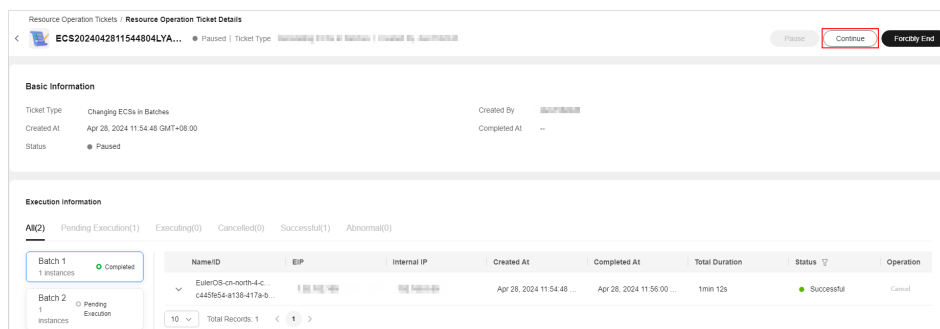 Resource Operation Tickets / Resource Operation Ticket Details
ECS2024042811544804LYA... Paused | Ticket Type
Pause Continue Forcibly End
Basic Information
Ticket Type Changing ECSs in Batches Created By
Created At Apr 28, 2024 11:54:48 GMT+08:00 Completed At --
Status Paused
Execution Information
All(2) Pending Execution(1) Executing(0) Cancelled(0) Successful(1) Abnormal(0)
Batch 1
1 instances
Completed
Batch 2
1
instances
Pending
Execution
Name/ID EIP Internal IP Created At Completed At Total Duration Status Operation
EulerOS-cn-north-4-c...
c445fe54-a138-417a-b...
Apr 28, 2024 11:54:48 ... Apr 28, 2024 11:56:00 ... 1min 12s Successful Cancel
10 Total Records: 1 < 1 >